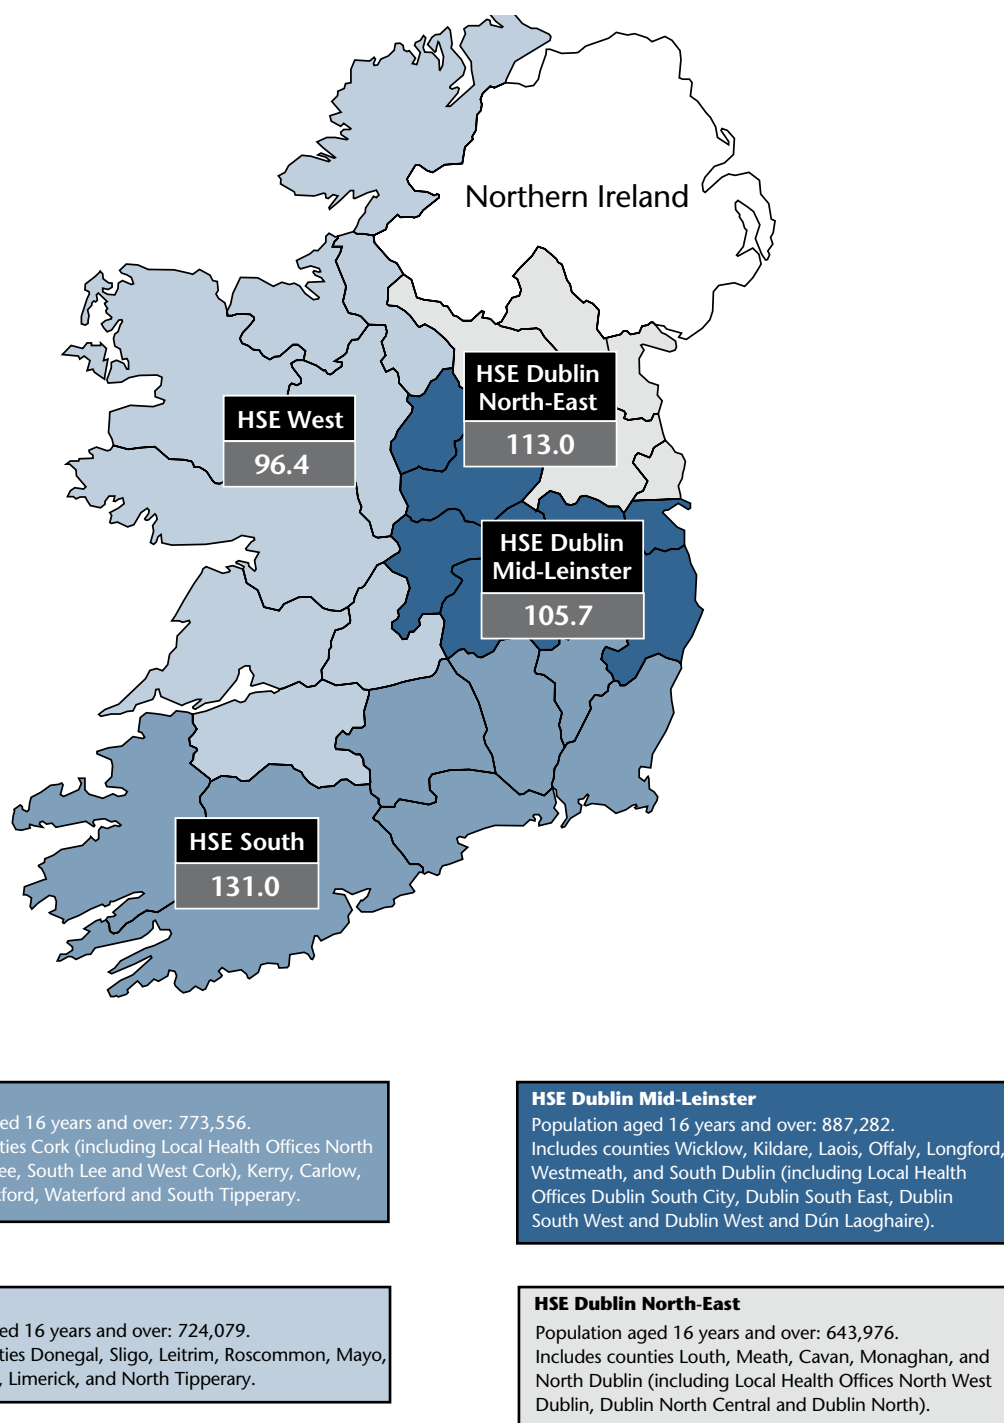 Northern Ireland
HSE Dublin
North-East
113.0
HSE West
96.4
HSE Dublin
Mid-Leinster
105.7
HSE South
131.0
16 years and over: 773,556.
Cork (including Local Health Offices North
South Lee and West Cork), Kerry, Carlow,
Waterford and South Tipperary.
HSE Dublin Mid-Leinster
Population aged 16 years and over: 887,282.
Includes counties Wicklow, Kildare, Laois, Offaly, Longford,
Westmeath, and South Dublin (including Local Health
Offices Dublin South City, Dublin South East, Dublin
South West and Dublin West and Dún Laoghaire).
16 years and over: 724,079.
Donegal, Sligo, Leitrim, Roscommon, Mayo,
Limerick, and North Tipperary.
HSE Dublin North-East
Population aged 16 years and over: 643,976.
Includes counties Louth, Meath, Cavan, Monaghan, and
North Dublin (including Local Health Offices North West
Dublin, Dublin North Central and Dublin North).